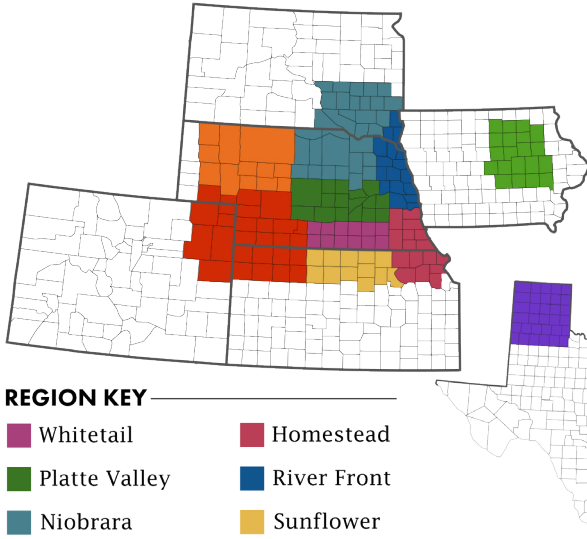 REGION KEY
Whitetail
Homestead
Platte Valley
River Front
Niobrara
Sunflower